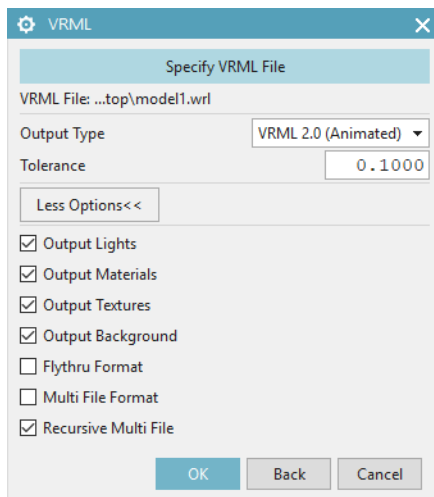 VRML
Specify VRML File
VRML File: ...top\model1.wrl
Output Type VRML 2.0 (Animated)
Tolerance 0.1000
Less Options<<
Output Lights
Output Materials
Output Textures
Output Background
Flythru Format
Multi File Format
Recursive Multi File
OK Back Cancel